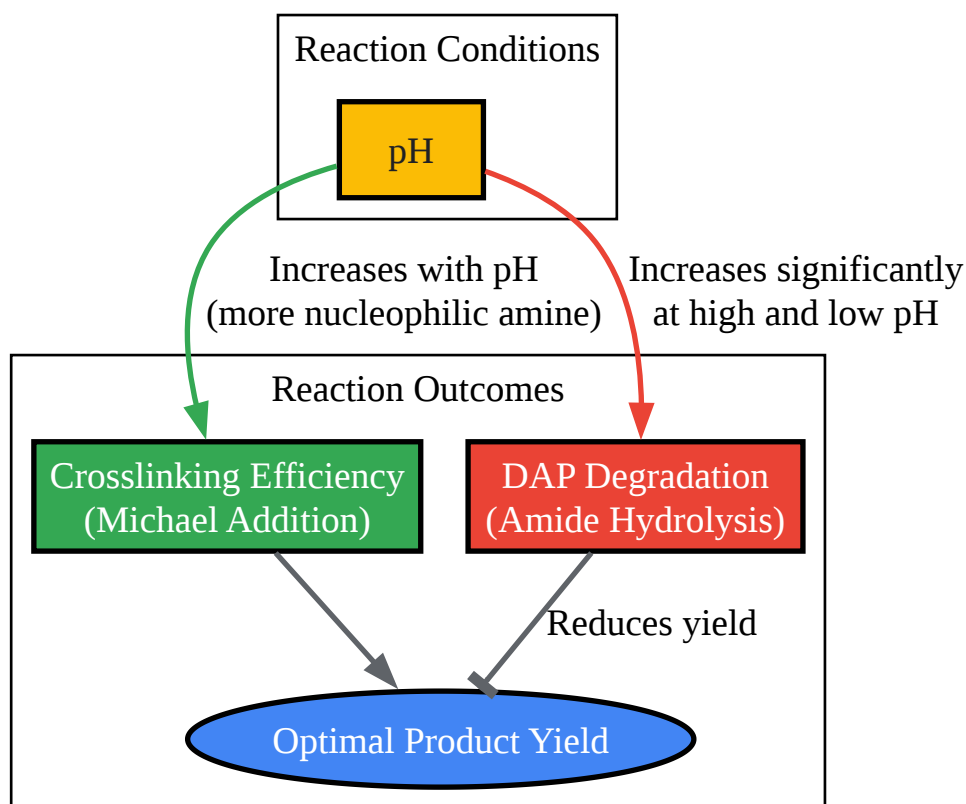 Reaction Conditions
pH
Increases with pH
(more nucleophilic amine)
Increases significantly
at high and low pH
Reaction Outcomes
Crosslinking Efficiency
(Michael Addition)
DAP Degradation
(Amide Hydrolysis)
Reduces yield
Optimal Product Yield